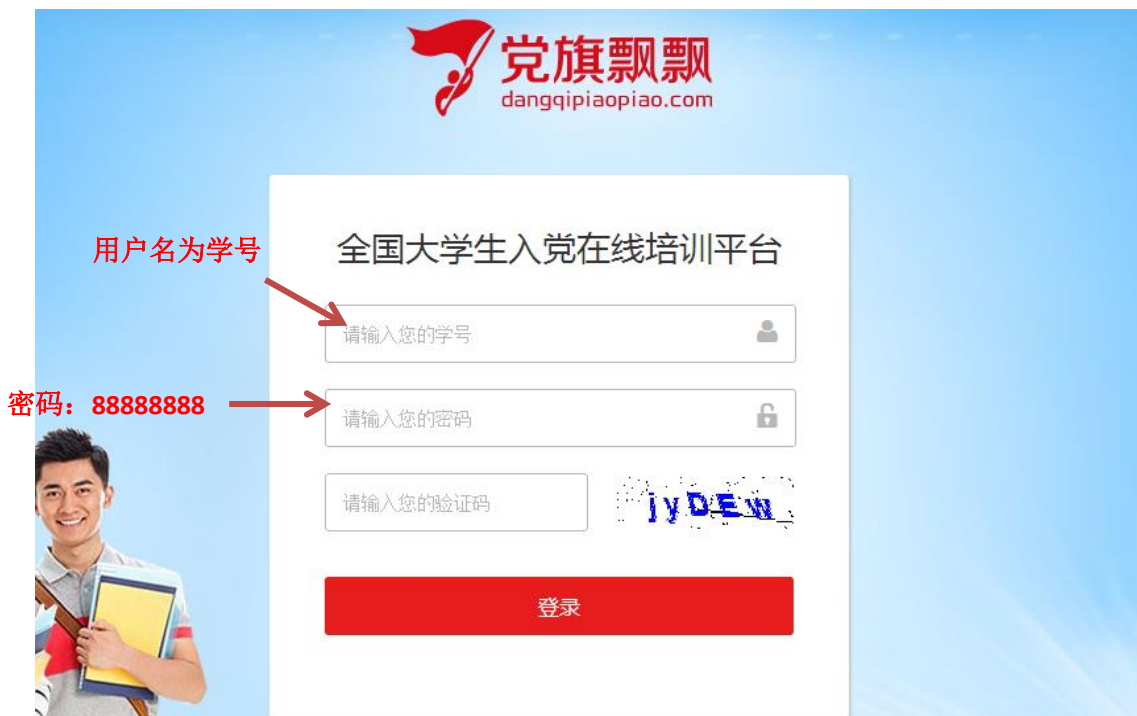 党旗飘飘
dangqipiaopiao.com
全国大学生入党在线培训平台
用户名为学号
请输入您的学号
密码：88888888
请输入您的密码
请输入您的验证码
jyDEW
登录